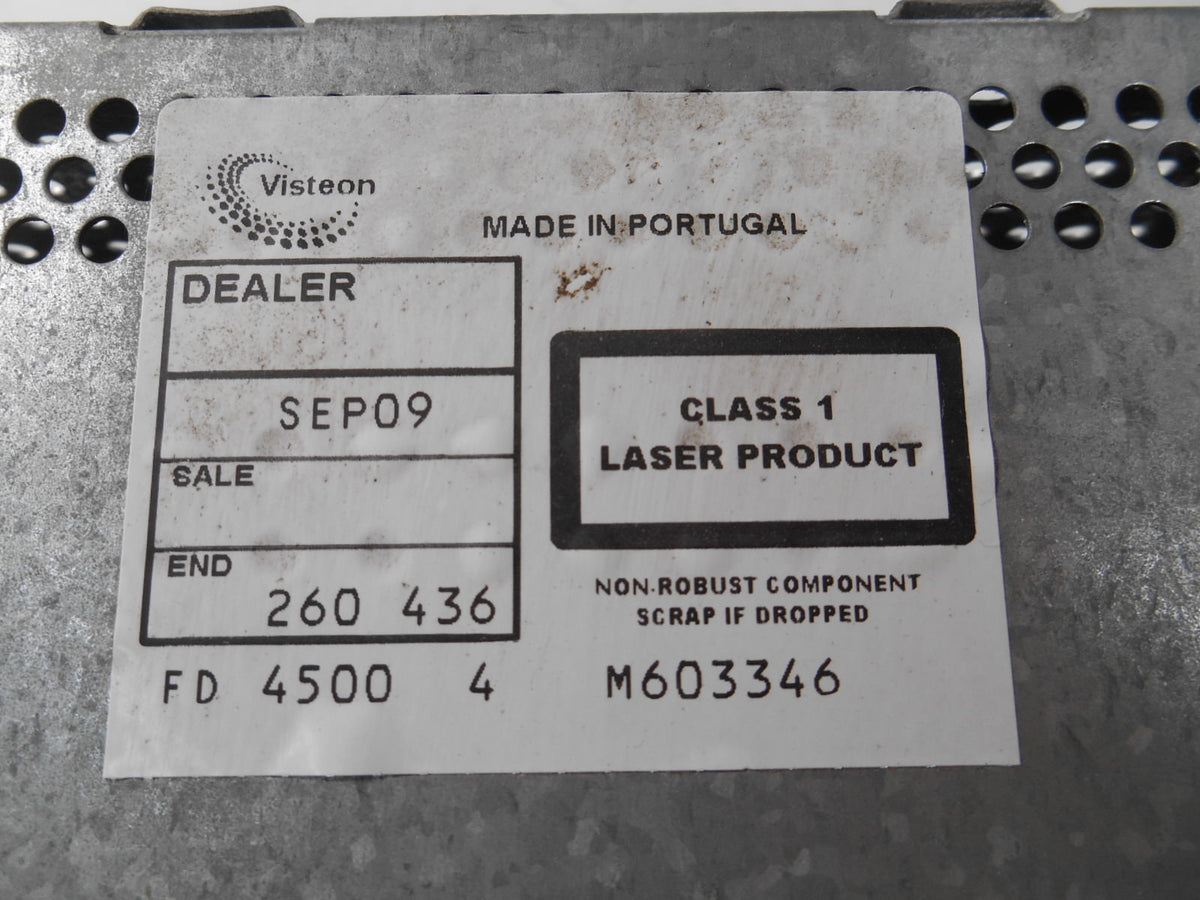 Visteon
MADE IN PORTUGAL
DEALER
SEP09
SALE
END
260 436
FD 4500 4
CLASS 1
LASER PRODUCT
NON-ROBUST COMPONENT
SCRAP IF DROPPED
M603346